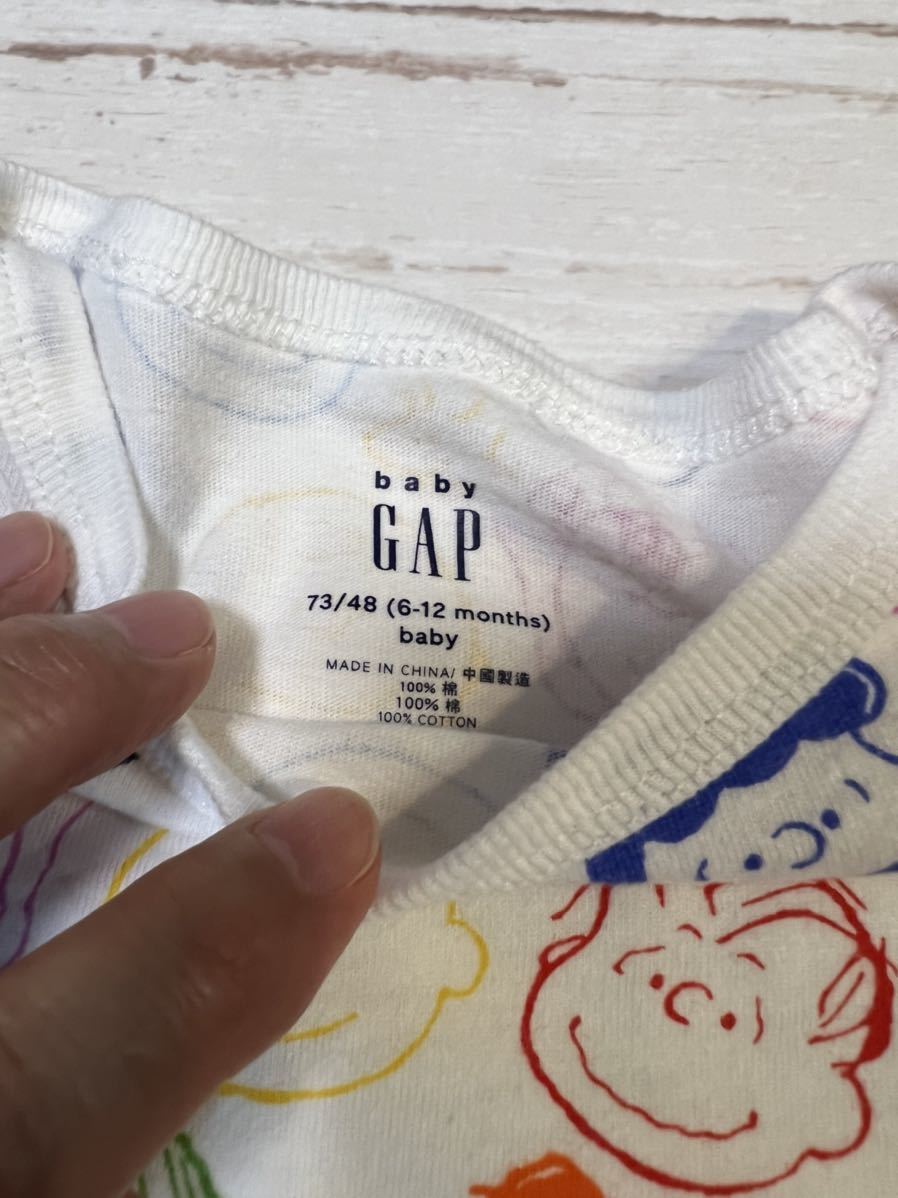 baby
GAP
73/48 (6-12 months)
baby
MADE IN CHINA/ 中國製造
100% 棉
100% 棉
100% COTTON